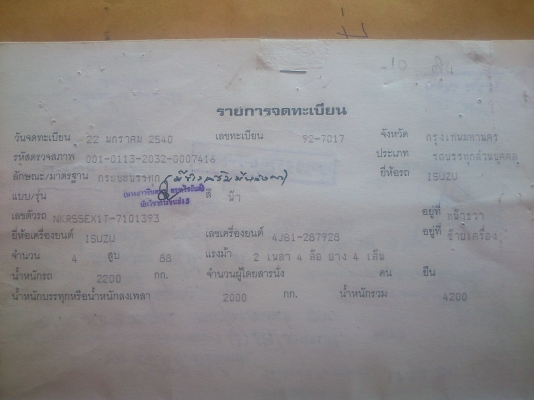 รายการจดทะเบียน
วันจดทะเบียน 22 มกราคม 2540 เลขทะเบียน 92-7017 จังหวัด กรุงเทพมหานคร
รหัสตรวจสภาพ 001-0113-2032-0007416 ประเภท รถบรรทุกส่วนบุคคล
ลักษณะ/มาตรฐาน กระบะบรรทุก ยี่ห้อรถ ISUZU
แบบ/รุ่น สี ฟ้า
เลขตัวรถ NKR55EX1T-7101393 อยู่ที่ หน้าขวา
ยี่ห้อเครื่องยนต์ ISUZU เลขเครื่องยนต์ 4JB1-287928 อยู่ที่ ซ้ายเครื่อง
จำนวน 4 สูบ 88 แรงม้า 2 เพลา 4 ล้อ ยาง 4 เส้น
น้ำหนักรถ 2200 กก. จำนวนผู้โดยสารนั่ง คน ยืน
น้ำหนักบรรทุกหรือน้ำหนักลงเพลา 2000 กก. น้ำหนักรวม 4200